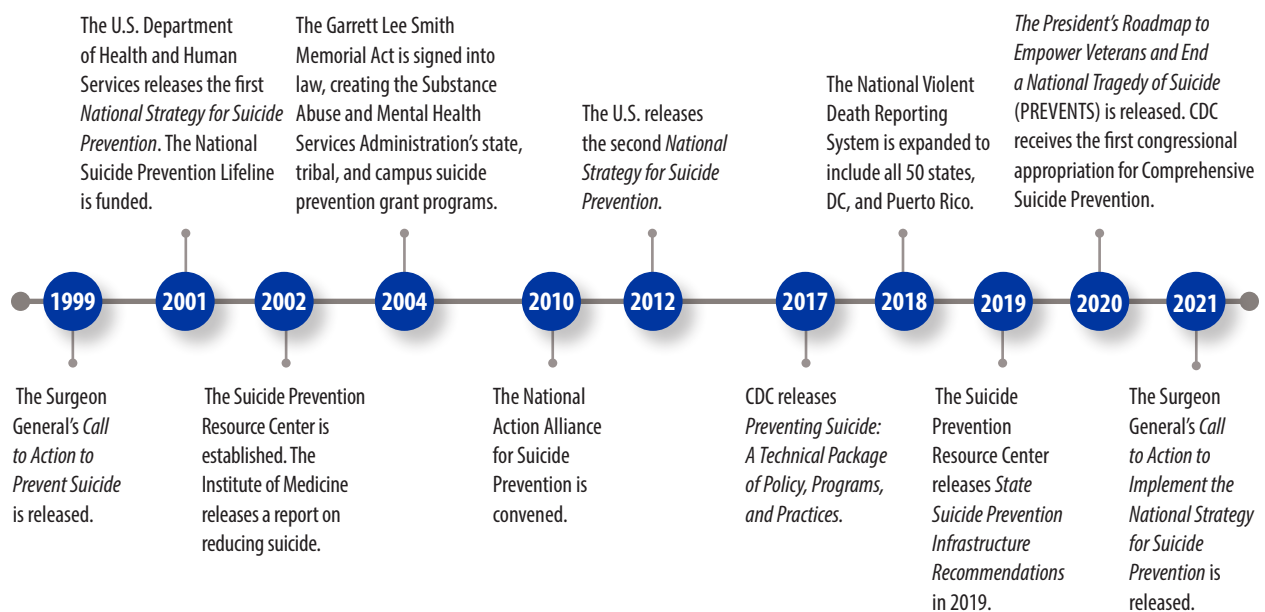 The U.S. Department
of Health and Human
Services releases the first
National Strategy for Suicide
Prevention. The National
Suicide Prevention Lifeline
is funded.
The Garrett Lee Smith
Memorial Act is signed into
law, creating the Substance
Abuse and Mental Health
Services Administration’s state,
tribal, and campus suicide
prevention grant programs.
The U.S. releases
the second National
Strategy for Suicide
Prevention.
The National Violent
Death Reporting
System is expanded to
include all 50 states,
DC, and Puerto Rico.
The President’s Roadmap to
Empower Veterans and End
a National Tragedy of Suicide
(PREVENTS) is released. CDC
receives the first congressional
appropriation for Comprehensive
Suicide Prevention.
1999
2001
2002
2004
2010
2012
2017
2018
2019
2020
2021
The Surgeon
General’s Call
to Action to
Prevent Suicide
is released.
The Suicide Prevention
Resource Center is
established. The
Institute of Medicine
releases a report on
reducing suicide.
The National
Action Alliance
for Suicide
Prevention is
convened.
CDC releases
Preventing Suicide:
A Technical Package
of Policy, Programs,
and Practices.
The Suicide
Prevention
Resource Center
releases State
Suicide Prevention
Infrastructure
Recommendations
in 2019.
The Surgeon
General’s Call
to Action to
Implement the
National Strategy
for Suicide
Prevention is
released.